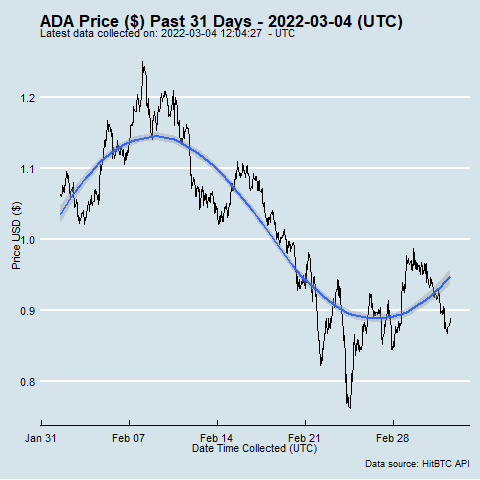 ADA Price ($) Past 31 Days - 2022-03-04 (UTC)
Latest data collected on: 2022-03-04 12:04:27  - UTC
1.2
1.1
1.0
0.9
0.8
Price USD ($)
Jan 31 Feb 07 Feb 14 Feb 21 Feb 28
Date Time Collected (UTC)
Data source: HitBTC API